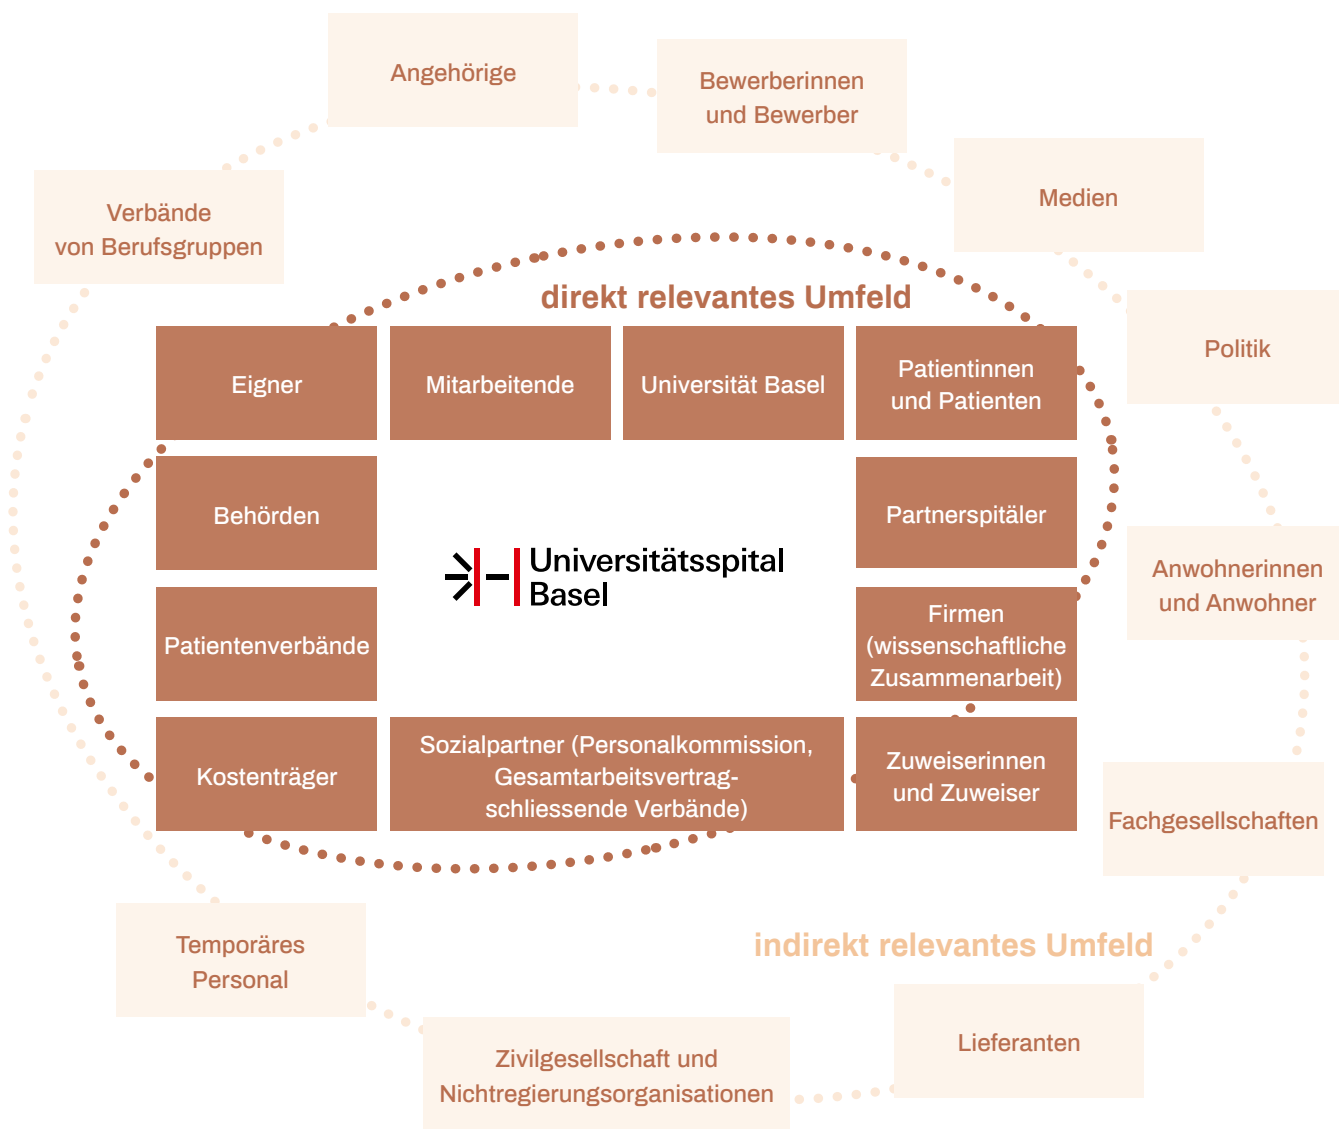 Angehörige
Bewerberinnen
und Bewerber
Medien
Verbände
von Berufsgruppen
direkt relevantes Umfeld
Politik
Eigner
Mitarbeitende
Universität Basel
Patientinnen
und Patienten
Behörden
Universitätsspital
Basel
Partnerspitäler
Anwohnerinnen
und Anwohner
Patientenverbände
Firmen
(wissenschaftliche
Zusammenarbeit)
Kostenträger
Sozialpartner (Personalkommission,
Gesamtarbeitsvertrag-
schliessende Verbände)
Zuweiserinnen
und Zuweiser
Fachgesellschaften
Temporäres
Personal
indirekt relevantes Umfeld
Zivilgesellschaft und
Nichtregierungsorganisationen
Lieferanten